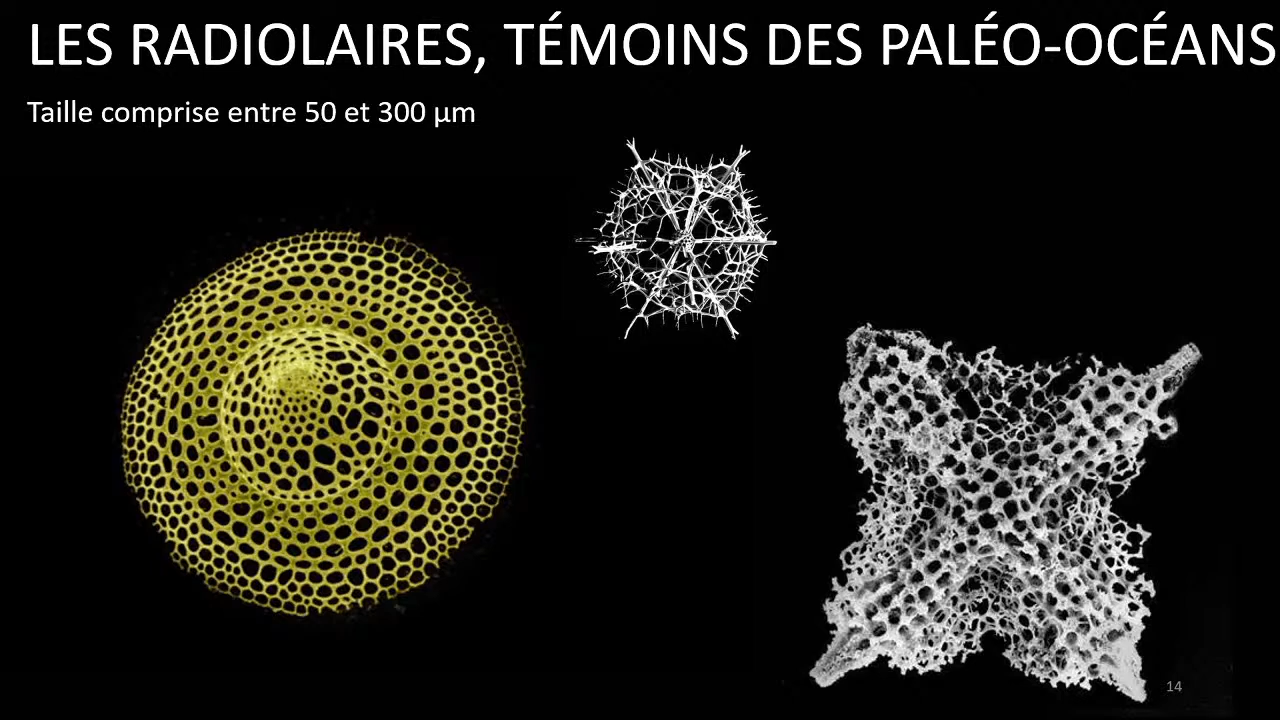 LES RADIOLAIRES, TÉMOINS DES PALÉO-OCÉANS
Taille comprise entre 50 et 300 µm
14